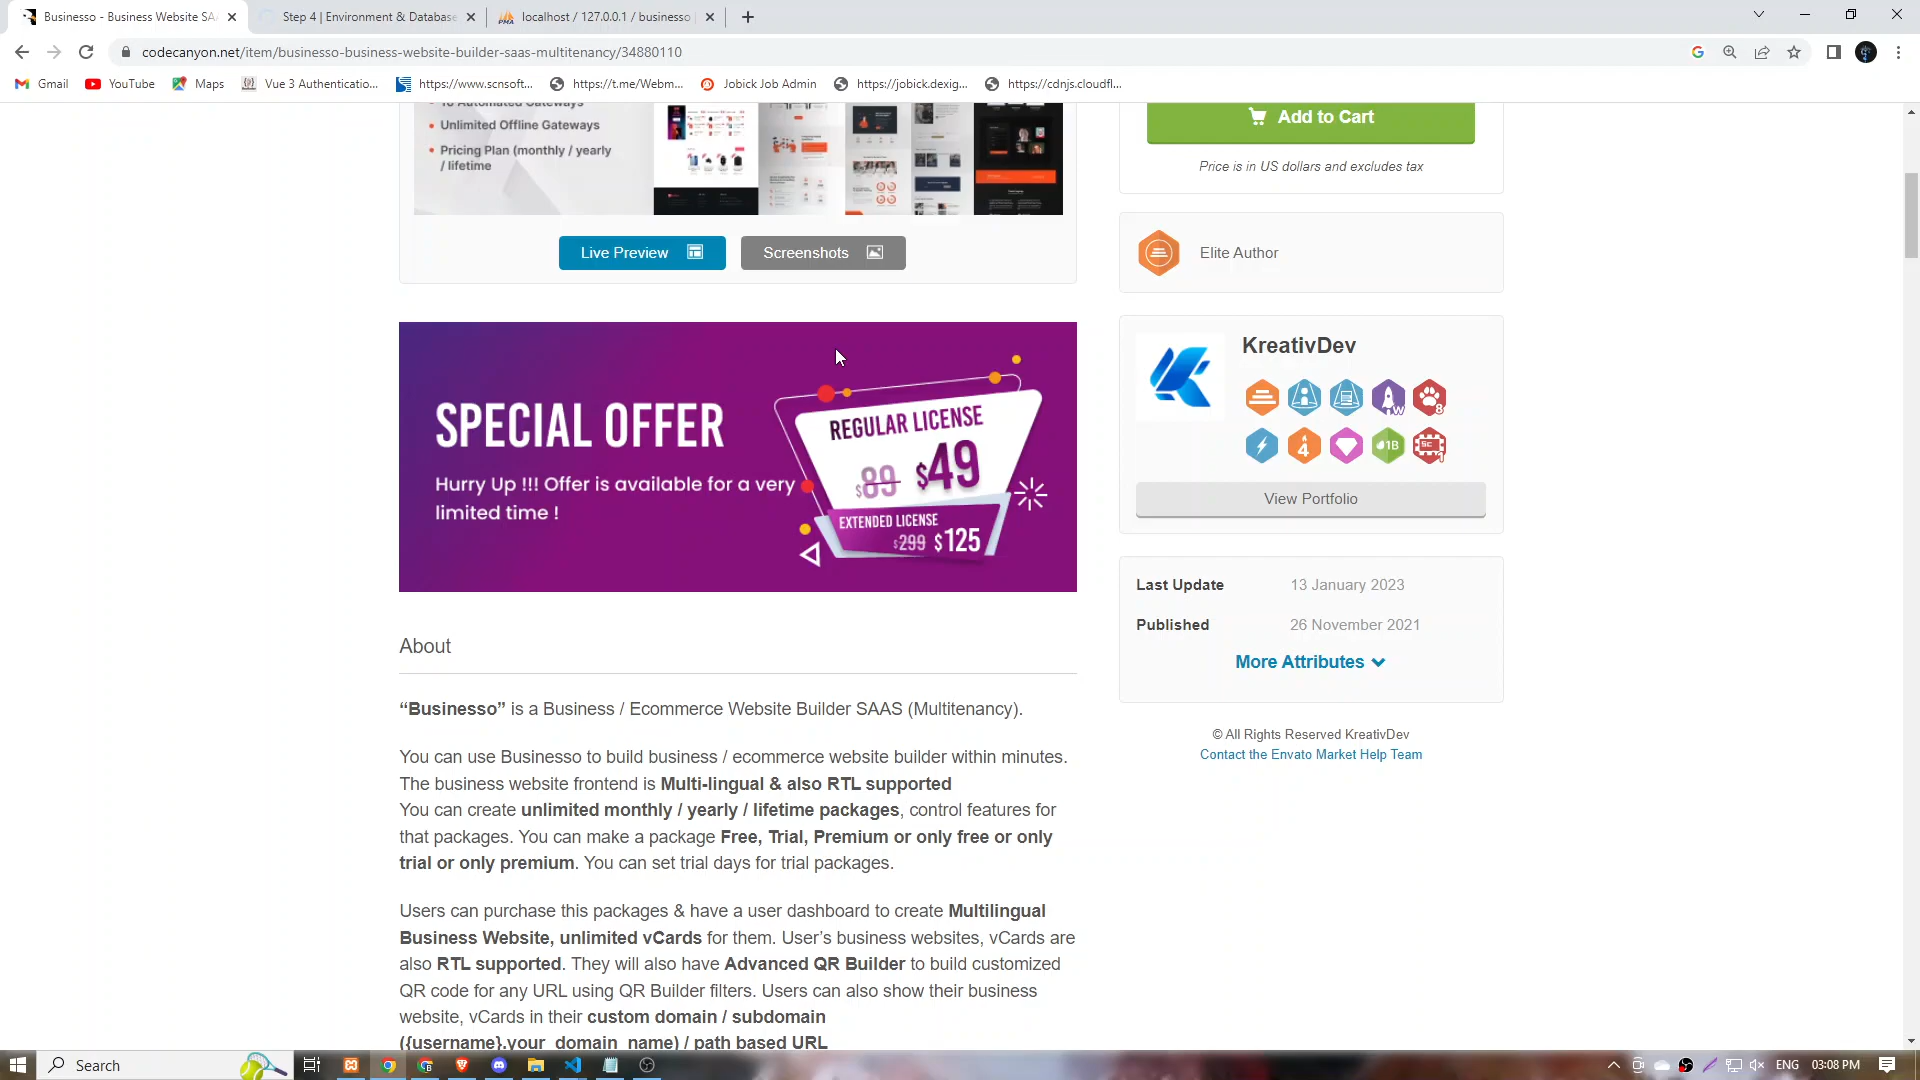 Businesso - Business Website SA
Step 4 | Environment & Database
localhost / 127.0.0.1 / businesso
codecanyon.net/item/businesso-business-website-builder-saas-multitenancy/34880110
Gmail
YouTube
Maps
Vue 3 Authenticatio...
https://www.scnsoft...
https://t.me/Webm...
Jobick Job Admin
https://jobick.dexig...
https://cdnjs.cloudfl...
Unlimited Offline Gateways
Pricing Plan (monthly / yearly
/ lifetime
Live Preview
Screenshots
SPECIAL OFFER
Hurry Up !!! Offer is available for a very
limited time !
REGULAR LICENSE
$89 $49
EXTENDED LICENSE
$299 $125
About
“Businesso” is a Business / Ecommerce Website Builder SAAS (Multitenancy).
You can use Businesso to build business / ecommerce website builder within minutes.
The business website frontend is Multi-lingual & also RTL supported
You can create unlimited monthly / yearly / lifetime packages, control features for
that packages. You can make a package Free, Trial, Premium or only free or only
trial or only premium. You can set trial days for trial packages.
Users can purchase this packages & have a user dashboard to create Multilingual
Business Website, unlimited vCards for them. User’s business websites, vCards are
also RTL supported. They will also have Advanced QR Builder to build customized
QR code for any URL using QR Builder filters. Users can also show their business
website, vCards in their custom domain / subdomain
({username}.your_domain_name) / path based URL
Add to Cart
Price is in US dollars and excludes tax
Elite Author
KreativDev
W
8
4
1B
SC
1
View Portfolio
Last Update 13 January 2023
Published 26 November 2021
More Attributes
© All Rights Reserved KreativDev
Contact the Envato Market Help Team
Search
ENG
03:08 PM